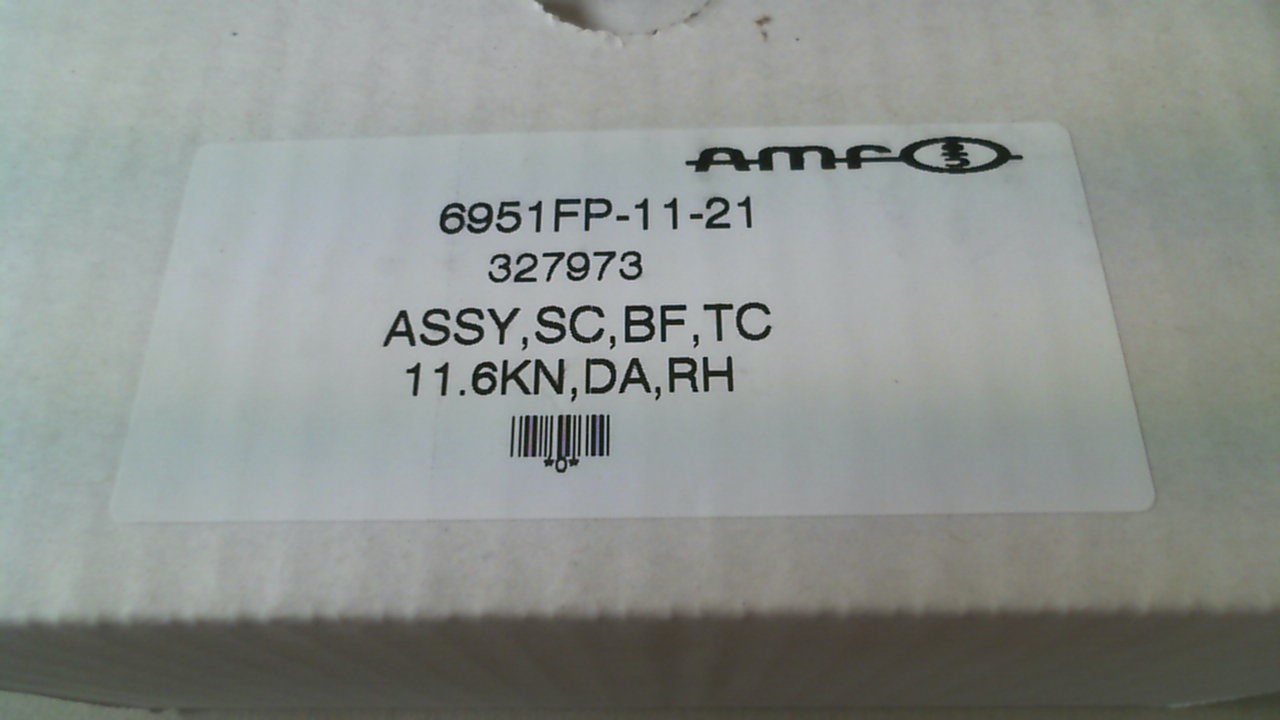 AMF
6951FP-11-21
327973
ASSY,SC,BF,TC
11.6KN,DA,RH
*0*